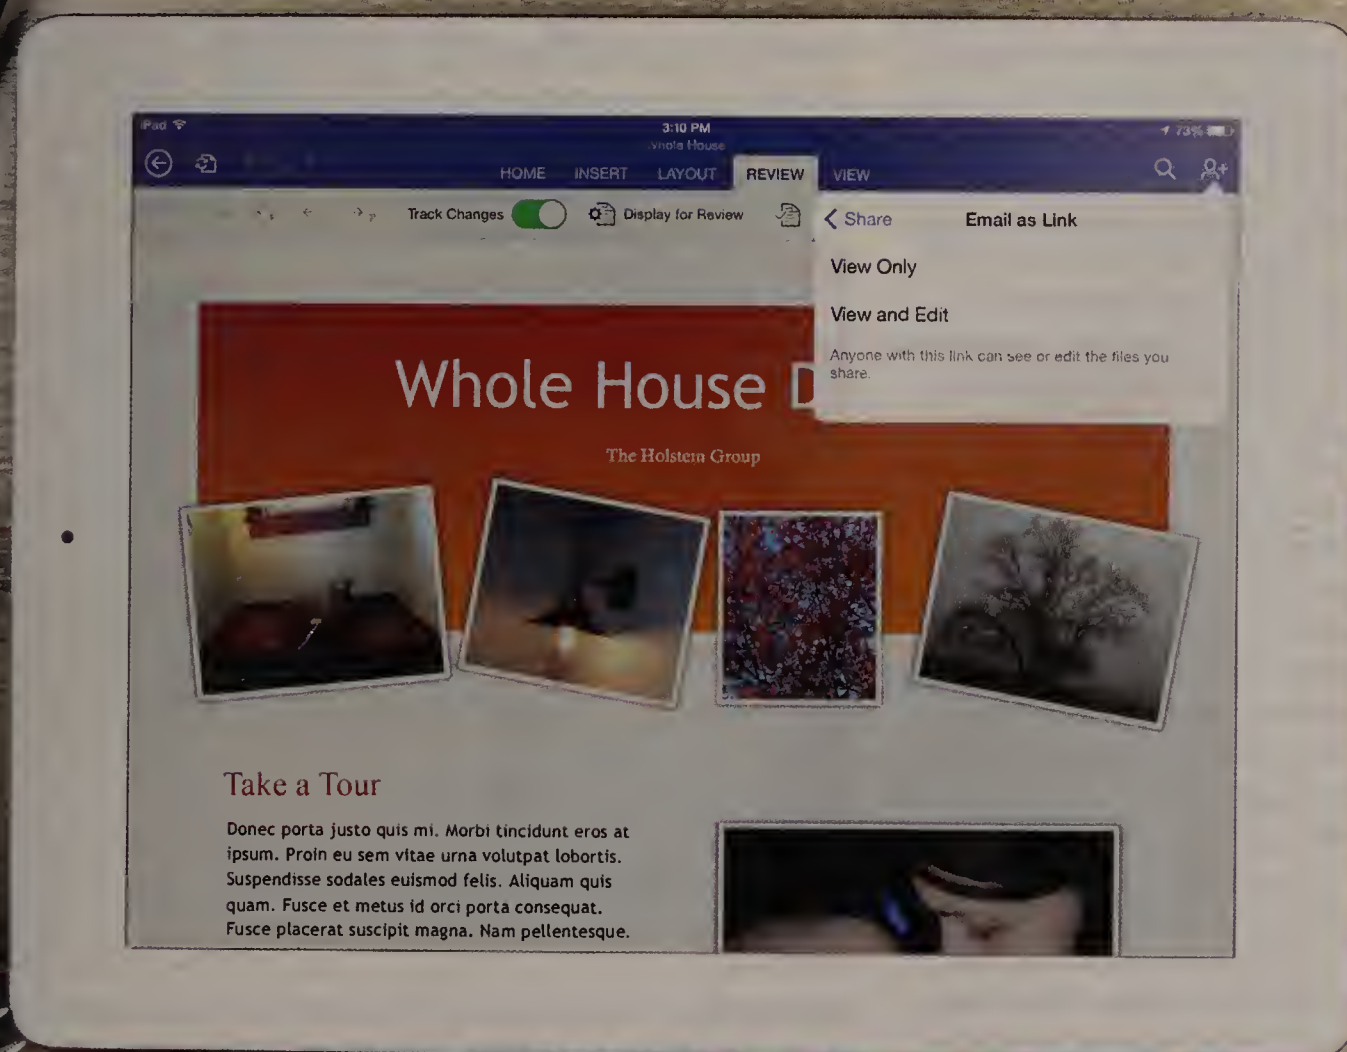 iPad
3:10 PM
73%
Whole House
HOME INSERT LAYOUT REVIEW VIEW
Track Changes
Display for Review
Share
Email as Link
View Only
View and Edit
Anyone with this link can see or edit the files you
share.
Whole House D
The Holstein Group
Take a Tour
Donec porta justo quis mi. Morbi tincidunt eros at
ipsum. Proin eu sem vitae urna volutpat lobortis.
Suspendisse sodales euismod felis. Aliquam quis
quam. Fusce et metus id orci porta consequat.
Fusce placerat suscipit magna. Nam pellentesque.